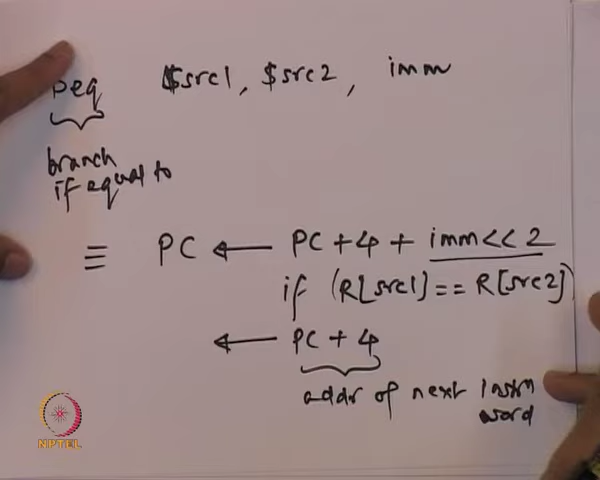 beq $src1, $src2, imm
branch
if equal to
≡ PC ← PC + 4 + imm << 2
if (R[src1] == R[src2])
← PC + 4
addr of next instn
word
NPTEL